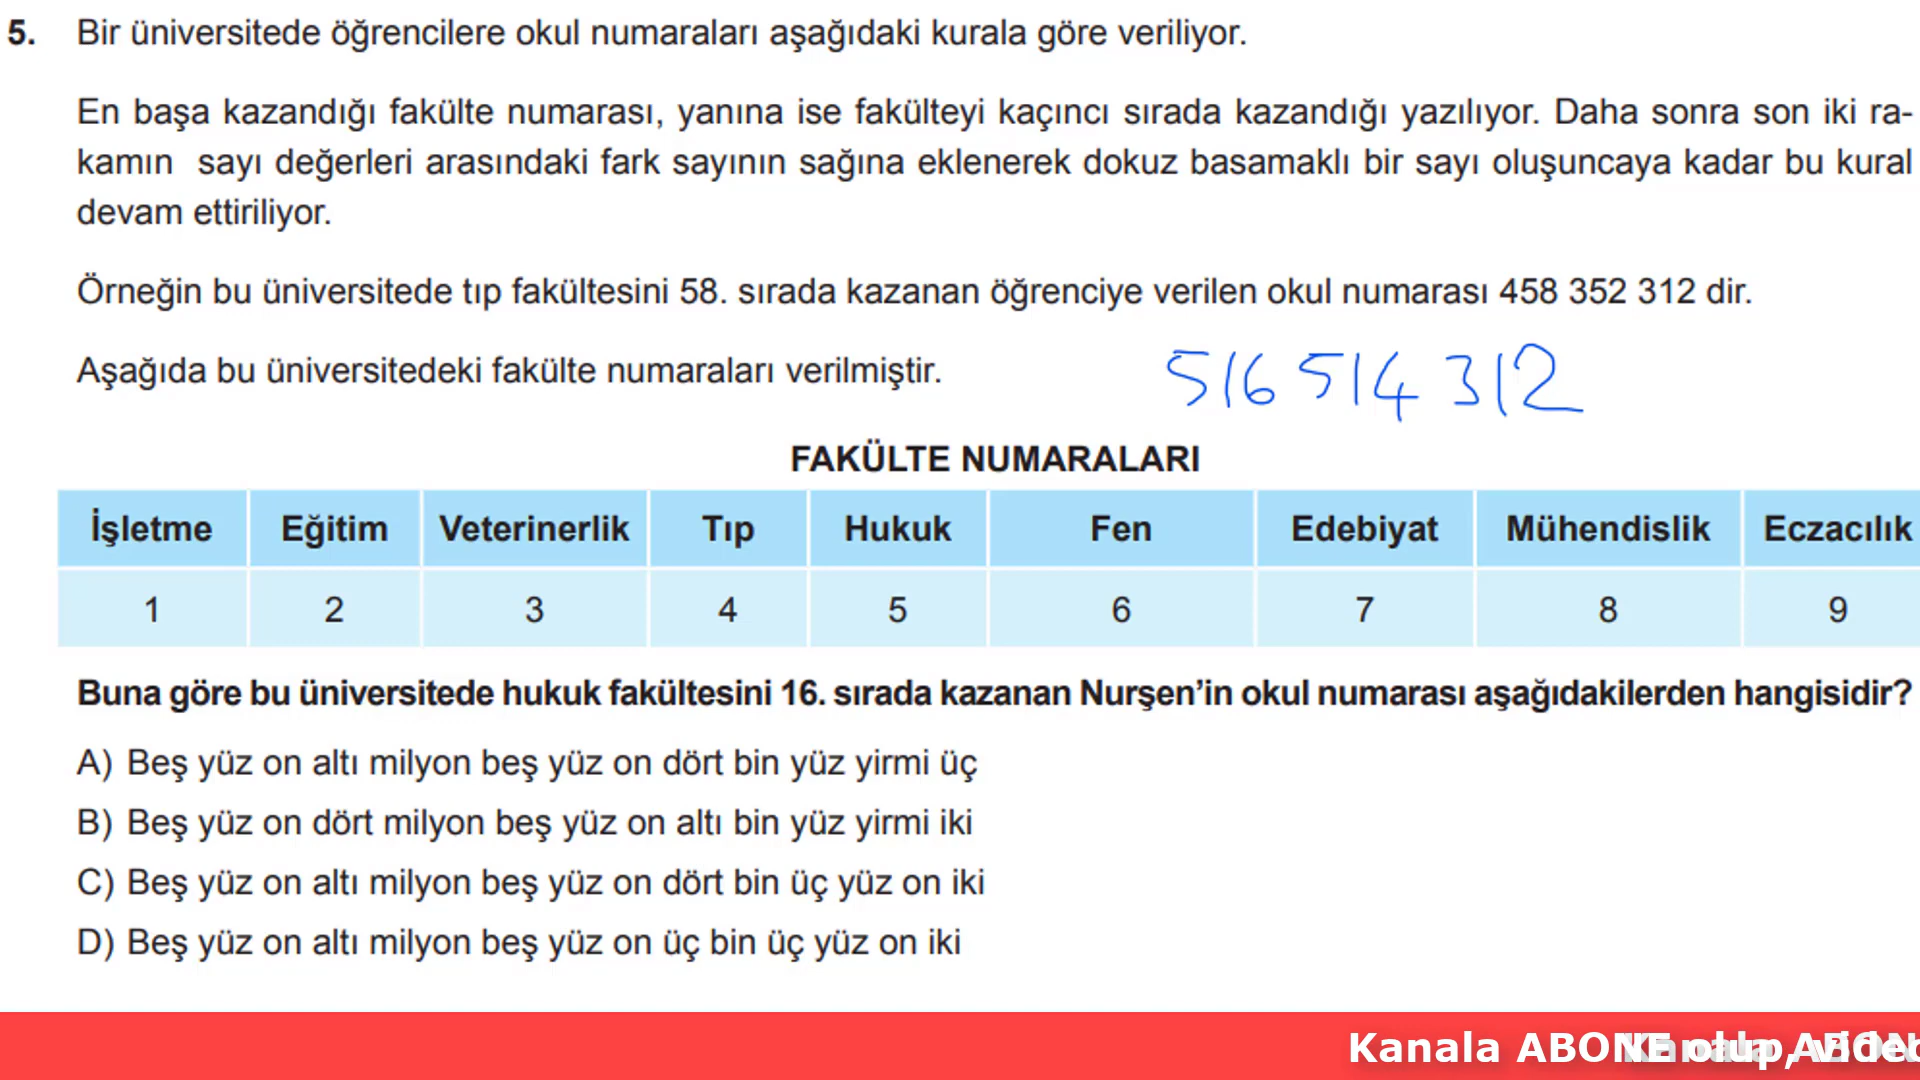 5. Bir üniversitede öğrencilere okul numaraları aşağıdaki kurala göre veriliyor.
En başa kazandığı fakülte numarası, yanına ise fakülteyi kaçıncı sırada kazandığı yazılıyor. Daha sonra son iki ra-
kamın sayı değerleri arasındaki fark sayının sağına eklenerek dokuz basamaklı bir sayı oluşuncaya kadar bu kural
devam ettiriliyor.
Örneğin bu üniversitede tıp fakültesini 58. sırada kazanan öğrenciye verilen okul numarası 458 352 312 dir.
Aşağıda bu üniversitedeki fakülte numaraları verilmiştir.
516 514 312
FAKÜLTE NUMARALARI
İşletme Eğitim Veterinerlik Tıp Hukuk Fen Edebiyat Mühendislik Eczacılık
1 2 3 4 5 6 7 8 9
Buna göre bu üniversitede hukuk fakültesini 16. sırada kazanan Nurşen’in okul numarası aşağıdakilerden hangisidir?
A) Beş yüz on altı milyon beş yüz on dört bin yüz yirmi üç
B) Beş yüz on dört milyon beş yüz on altı bin yüz yirmi iki
C) Beş yüz on altı milyon beş yüz on dört bin üç yüz on iki
D) Beş yüz on altı milyon beş yüz on üç bin üç yüz on iki
Kanala ABONE olup,